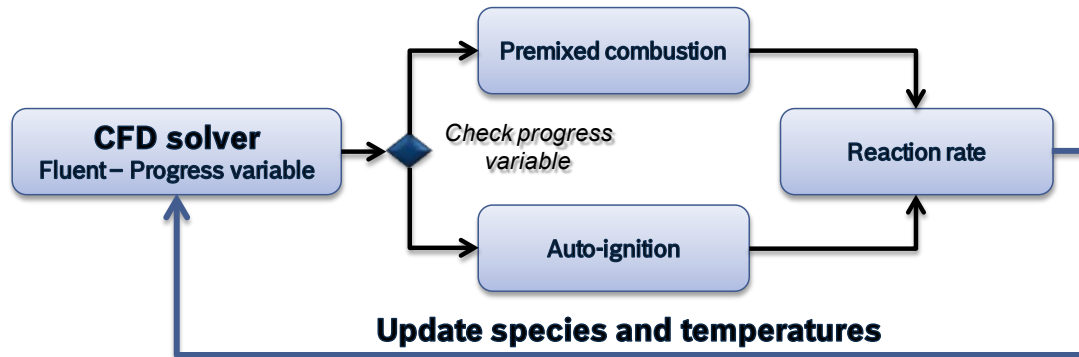 Premixed combustion
CFD solver
Fluent – Progress variable
Check progress
variable
Reaction rate
Auto-ignition
Update species and temperatures